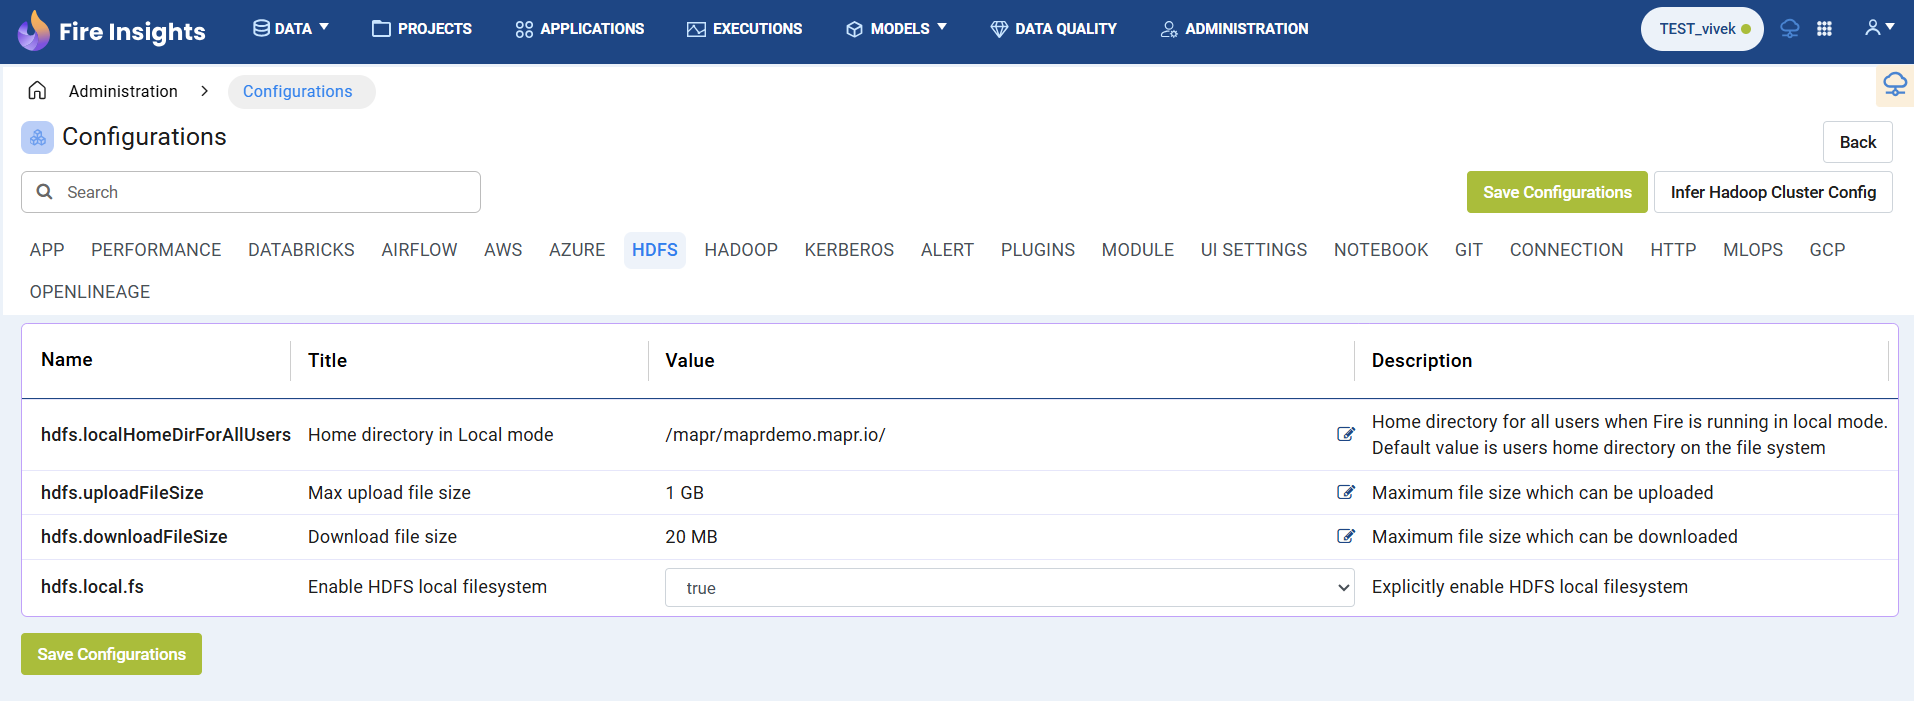 Fire Insights DATA PROJECTS APPLICATIONS EXECUTIONS MODELS DATA QUALITY ADMINISTRATION TEST_vivek
Administration Configurations
Configurations
Back
Search
Save Configurations Infer Hadoop Cluster Config
APP PERFORMANCE DATABRICKS AIRFLOW AWS AZURE HDFS HADOOP KERBEROS ALERT PLUGINS MODULE UI SETTINGS NOTEBOOK GIT CONNECTION HTTP MLOPS GCP
OPENLINEAGE
Name Title Value Description
hdfs.localHomeDirForAllUsers Home directory in Local mode /mapr/maprdemo.mapr.io/ Home directory for all users when Fire is running in local mode.
Default value is users home directory on the file system
hdfs.uploadFileSize Max upload file size 1 GB Maximum file size which can be uploaded
hdfs.downloadFileSize Download file size 20 MB Maximum file size which can be downloaded
hdfs.local.fs Enable HDFS local filesystem true Explicitly enable HDFS local filesystem
Save Configurations